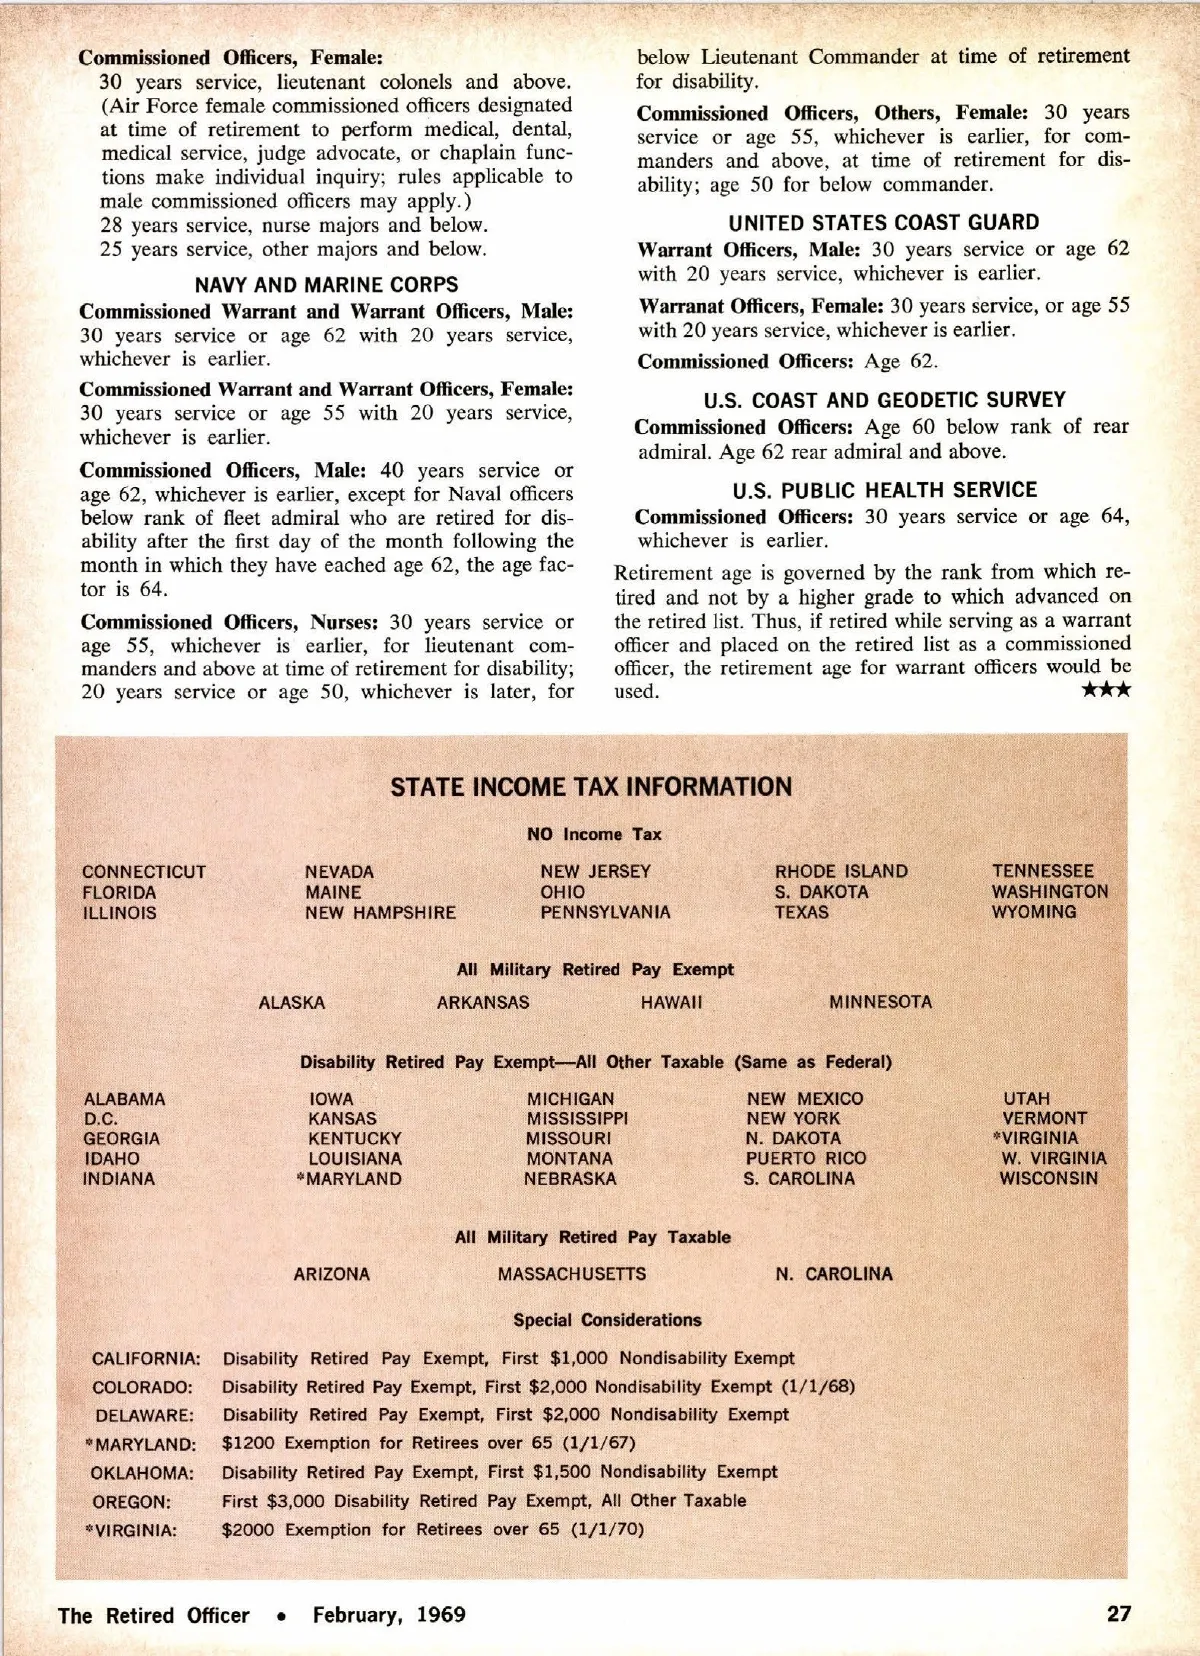 Commissioned Officers, Female:
30 years service, lieutenant colonels and above.
(Air Force female commissioned officers designated
at time of retirement to perform medical, dental,
medical service, judge advocate, or chaplain func-
tions make individual inquiry; rules applicable to
male commissioned officers may apply.)
28 years service, nurse majors and below.
25 years service, other majors and below.
NAVY AND MARINE CORPS
Commissioned Warrant and Warrant Officers, Male:
30 years service or age 62 with 20 years service,
whichever is earlier.
Commissioned Warrant and Warrant Officers, Female:
30 years service or age 55 with 20 years service,
whichever is earlier.
Commissioned Officers, Male: 40 years service or
age 62, whichever is earlier, except for Naval officers
below rank of fleet admiral who are retired for dis-
ability after the first day of the month following the
month in which they have eached age 62, the age fac-
tor is 64.
Commissioned Officers, Nurses: 30 years service or
age 55, whichever is earlier, for lieutenant com-
manders and above at time of retirement for disability;
20 years service or age 50, whichever is later, for
below Lieutenant Commander at time of retirement
for disability.
Commissioned Officers, Others, Female: 30 years
service or age 55, whichever is earlier, for com-
manders and above, at time of retirement for dis-
ability; age 50 for below commander.
UNITED STATES COAST GUARD
Warrant Officers, Male: 30 years service or age 62
with 20 years service, whichever is earlier.
Warranat Officers, Female: 30 years service, or age 55
with 20 years service, whichever is earlier.
Commissioned Officers: Age 62.
U.S. COAST AND GEODETIC SURVEY
Commissioned Officers: Age 60 below rank of rear
admiral. Age 62 rear admiral and above.
U.S. PUBLIC HEALTH SERVICE
Commissioned Officers: 30 years service or age 64,
whichever is earlier.
Retirement age is governed by the rank from which re-
tired and not by a higher grade to which advanced on
the retired list. Thus, if retired while serving as a warrant
officer and placed on the retired list as a commissioned
officer, the retirement age for warrant officers would be
used. ★★★
STATE INCOME TAX INFORMATION
NO Income Tax
CONNECTICUT NEVADA NEW JERSEY RHODE ISLAND TENNESSEE
FLORIDA MAINE OHIO S. DAKOTA WASHINGTON
ILLINOIS NEW HAMPSHIRE PENNSYLVANIA TEXAS WYOMING
All Military Retired Pay Exempt
ALASKA ARKANSAS HAWAII MINNESOTA
Disability Retired Pay Exempt—All Other Taxable (Same as Federal)
ALABAMA IOWA MICHIGAN NEW MEXICO UTAH
D.C. KANSAS MISSISSIPPI NEW YORK VERMONT
GEORGIA KENTUCKY MISSOURI N. DAKOTA *VIRGINIA
IDAHO LOUISIANA MONTANA PUERTO RICO W. VIRGINIA
INDIANA *MARYLAND NEBRASKA S. CAROLINA WISCONSIN
All Military Retired Pay Taxable
ARIZONA MASSACHUSETTS N. CAROLINA
Special Considerations
CALIFORNIA: Disability Retired Pay Exempt, First $1,000 Nondisability Exempt
COLORADO: Disability Retired Pay Exempt, First $2,000 Nondisability Exempt (1/1/68)
DELAWARE: Disability Retired Pay Exempt, First $2,000 Nondisability Exempt
*MARYLAND: $1200 Exemption for Retirees over 65 (1/1/67)
OKLAHOMA: Disability Retired Pay Exempt, First $1,500 Nondisability Exempt
OREGON: First $3,000 Disability Retired Pay Exempt, All Other Taxable
*VIRGINIA: $2000 Exemption for Retirees over 65 (1/1/70)
The Retired Officer • February, 1969 27